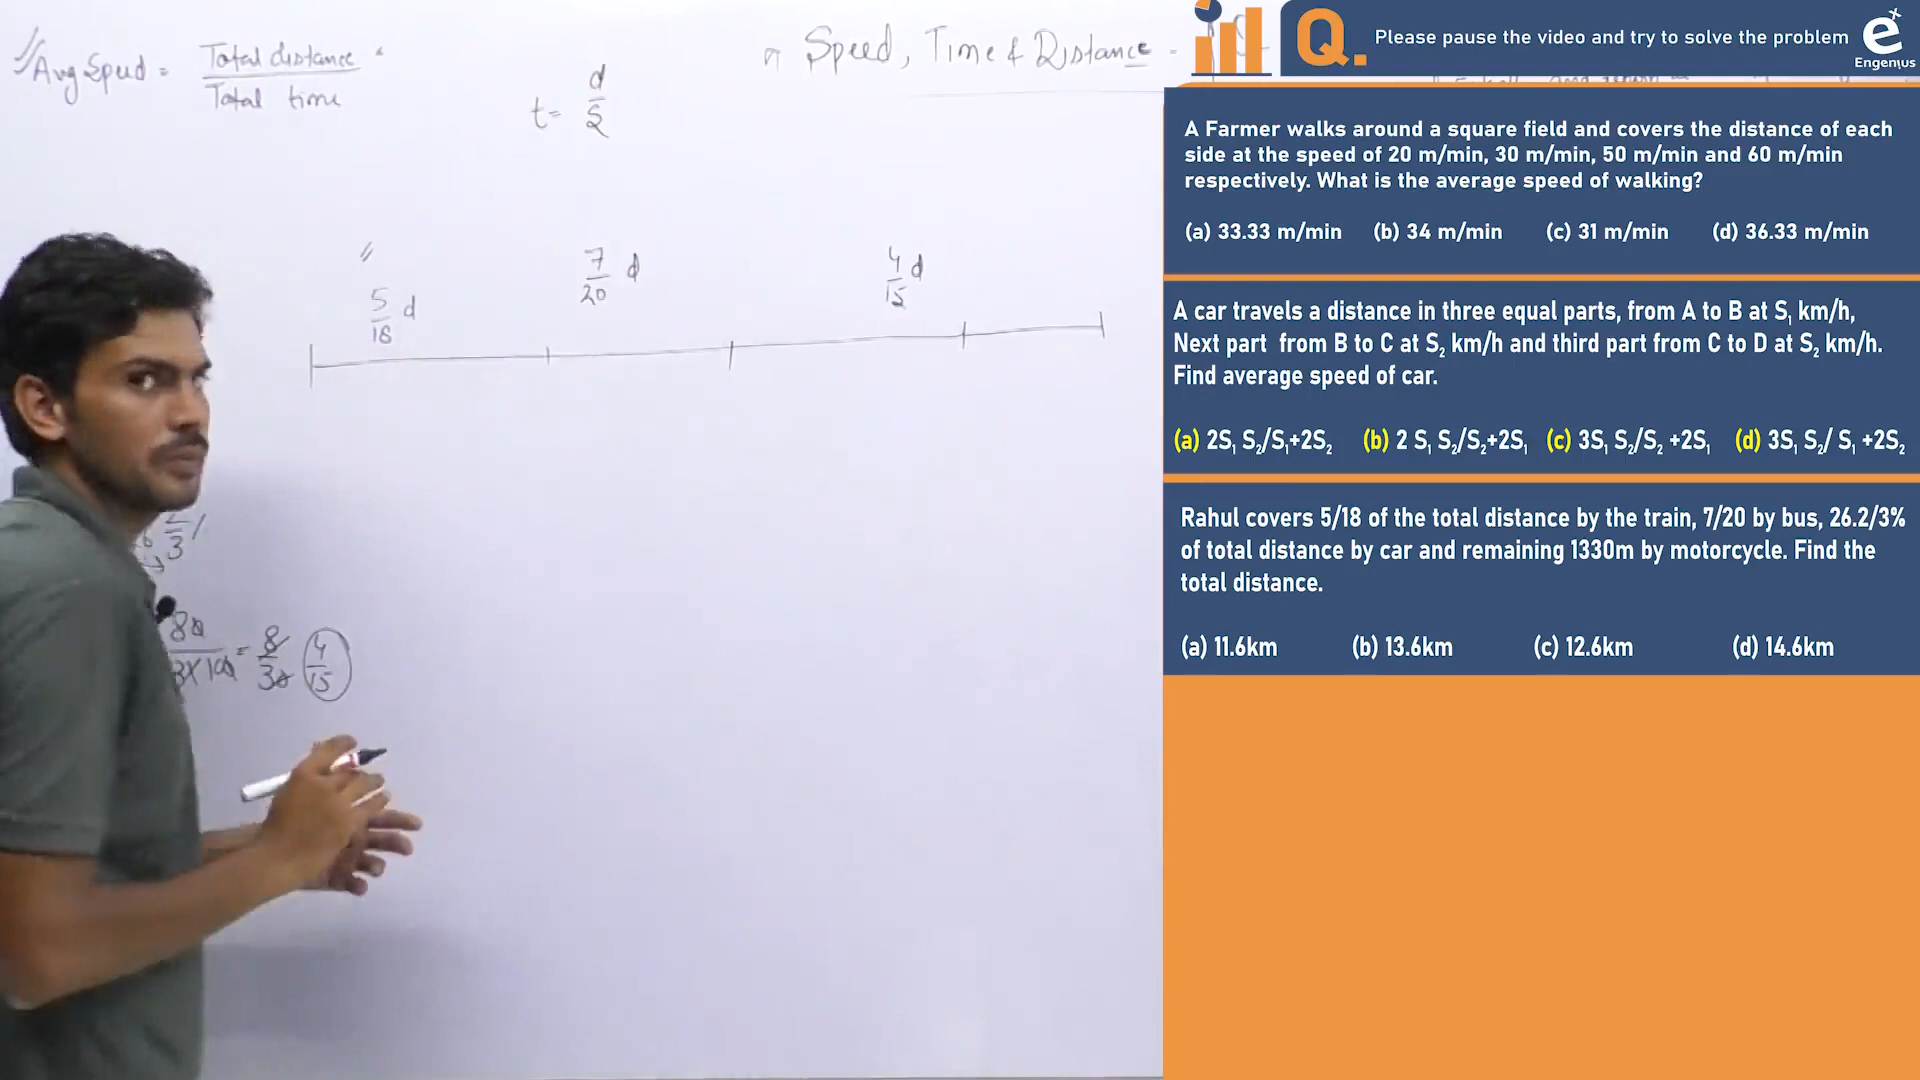 Avg Speed = Total distance
Total time
t = d
S
Speed, Time & Distance
5
18 d
7
20 d
4
15 d
2
3
80
3x100 = 8
30
4
15
Q.
Please pause the video and try to solve the problem
ex
Engenius
A Farmer walks around a square field and covers the distance of each
side at the speed of 20 m/min, 30 m/min, 50 m/min and 60 m/min
respectively. What is the average speed of walking?
(a) 33.33 m/min (b) 34 m/min (c) 31 m/min (d) 36.33 m/min
A car travels a distance in three equal parts, from A to B at S₁ km/h,
Next part from B to C at S₂ km/h and third part from C to D at S₂ km/h.
Find average speed of car.
(a) 2S₁ S₂/S₁+2S₂ (b) 2 S₁ S₂/S₂+2S₁ (c) 3S₁ S₂/S₂ +2S₁ (d) 3S₁ S₂/ S₁ +2S₂
Rahul covers 5/18 of the total distance by the train, 7/20 by bus, 26.2/3%
of total distance by car and remaining 1330m by motorcycle. Find the
total distance.
(a) 11.6km (b) 13.6km (c) 12.6km (d) 14.6km